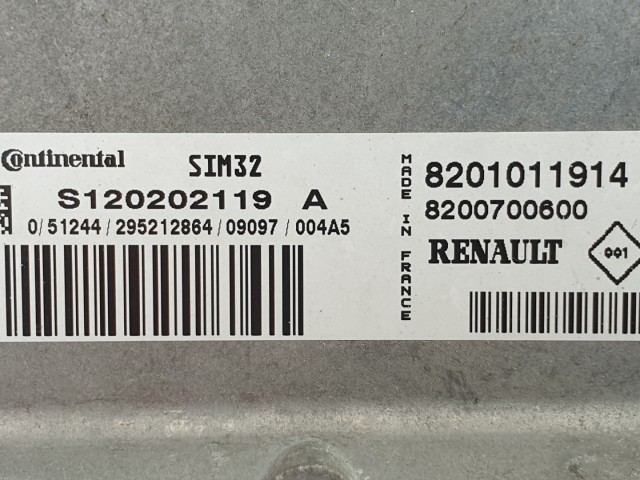 Continental SIM32
S120202119 A
0/51244/295212864/09097/004A5
MADE IN FRANCE
8201011914
8200700600
RENAULT 001